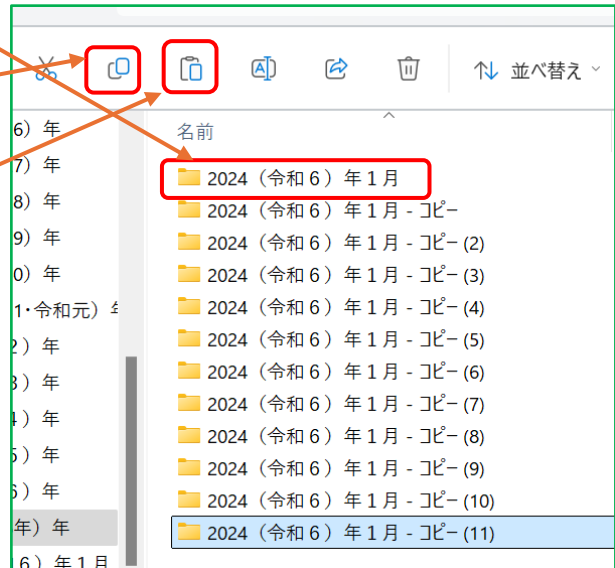 並べ替え
名前
6）年
7）年
8）年
9）年
0）年
1・令和元）年
2）年
3）年
4）年
5）年
6）年
年）年
6）年１月
2024（令和６）年１月
2024（令和６）年１月 - コピー
2024（令和６）年１月 - コピー (2)
2024（令和６）年１月 - コピー (3)
2024（令和６）年１月 - コピー (4)
2024（令和６）年１月 - コピー (5)
2024（令和６）年１月 - コピー (6)
2024（令和６）年１月 - コピー (7)
2024（令和６）年１月 - コピー (8)
2024（令和６）年１月 - コピー (9)
2024（令和６）年１月 - コピー (10)
2024（令和６）年１月 - コピー (11)